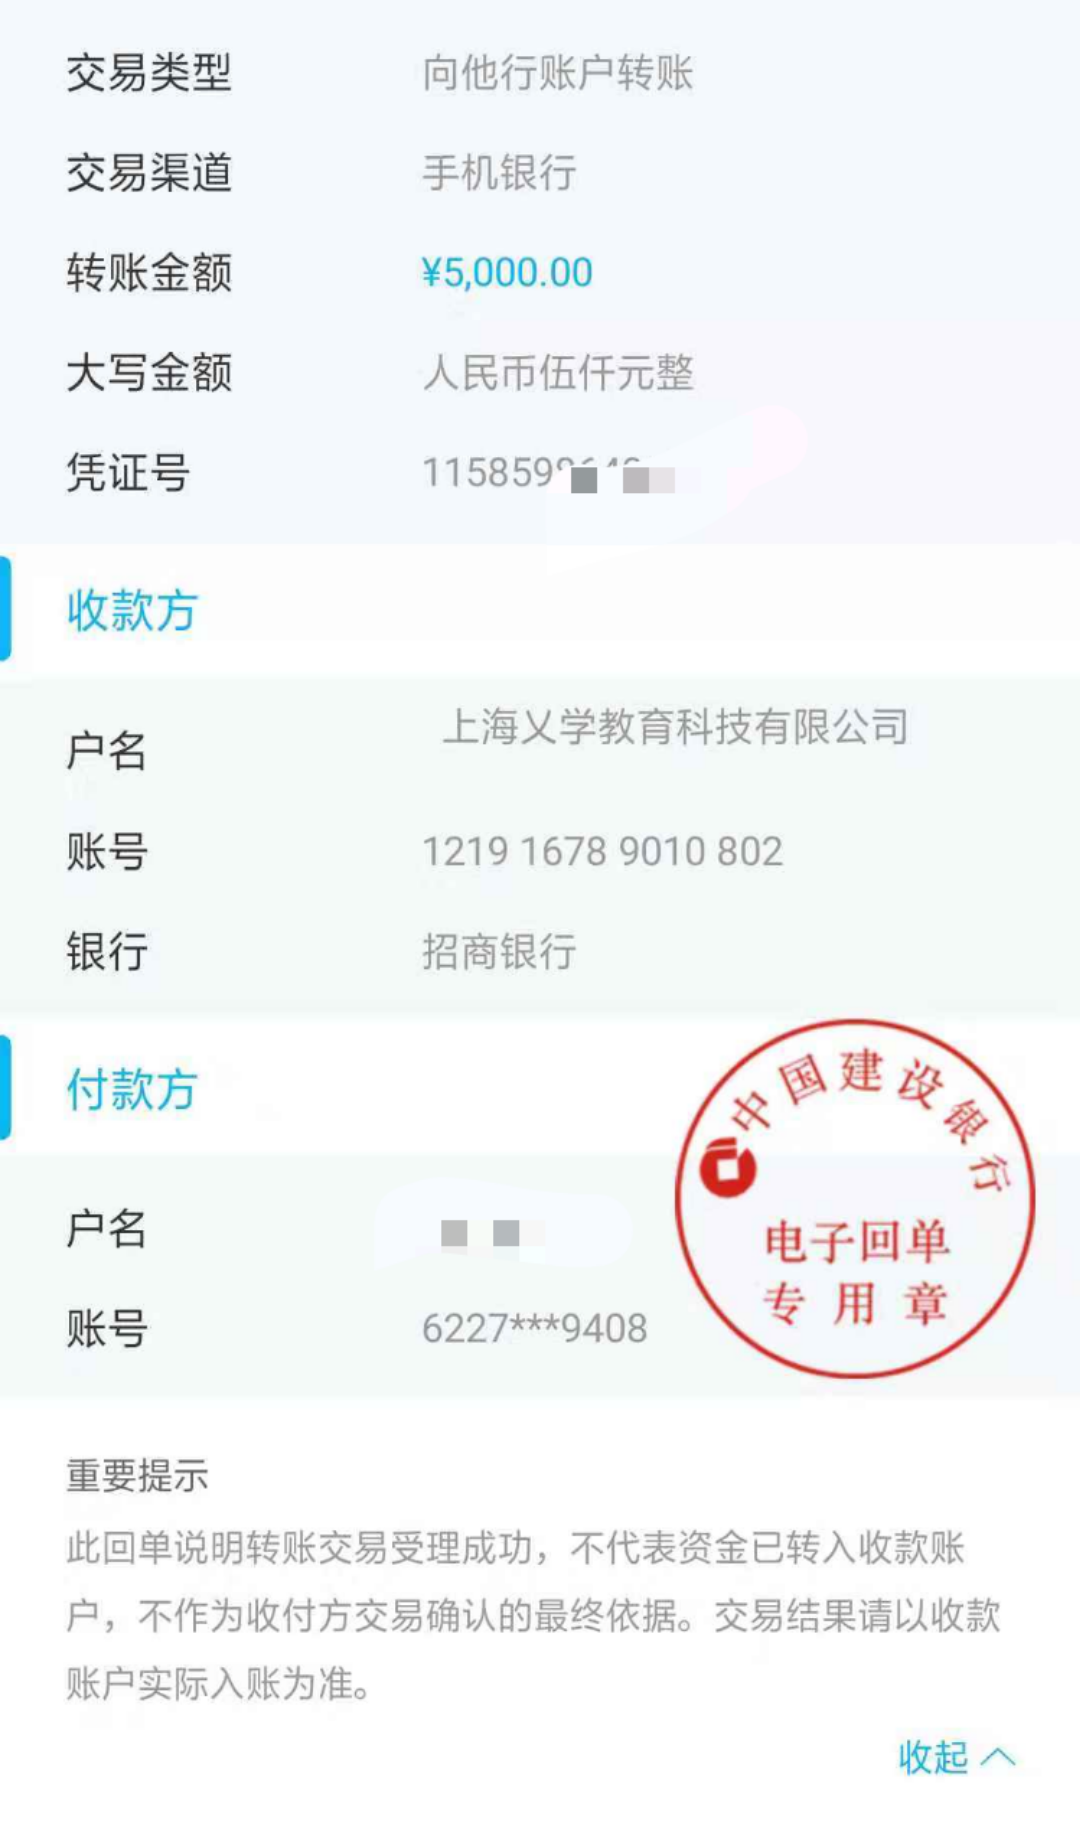 交易类型 向他行账户转账
交易渠道 手机银行
转账金额 ¥5,000.00
大写金额 人民币伍仟元整
凭证号 1158599
收款方
户名 上海乂学教育科技有限公司
账号 1219 1678 9010 802
银行 招商银行
付款方
中国建设银行
户名
电子回单
专用章
账号 6227***9408
重要提示
此回单说明转账交易受理成功，不代表资金已转入收款账
户，不作为收付方交易确认的最终依据。交易结果请以收款
账户实际入账为准。
收起